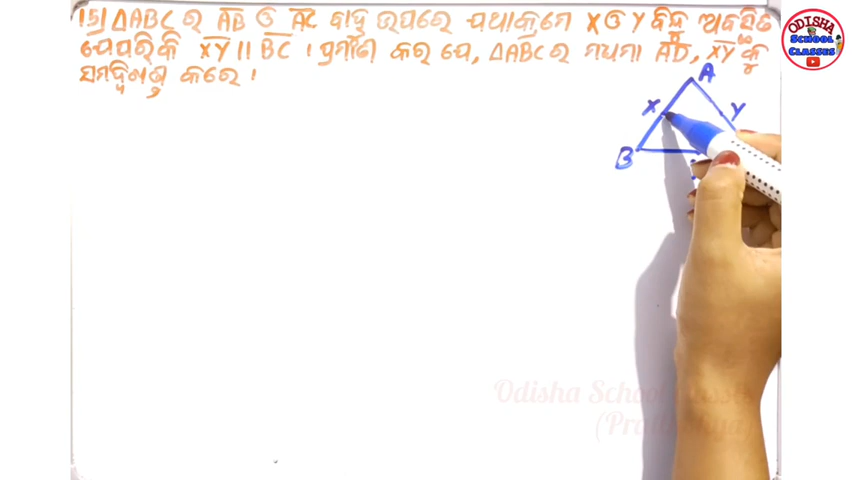 15) ΔABC ର AB ଓ AC ବାହୁ ଉପରେ ଯଥାକ୍ରମେ X ଓ Y ବିନ୍ଦୁ ଅବସ୍ଥିତ
ଯେପରିକି XY || BC । ପ୍ରମାଣ କର ଯେ, ΔABC ର ମଧ୍ୟମା AD, XY କୁ
ସମଦ୍ବିଖଣ୍ଡ କରେ ।
A
X
Y
B
ODISHA
SCHOOL
CLASSES
Odisha School Classes
(Pratikshya)